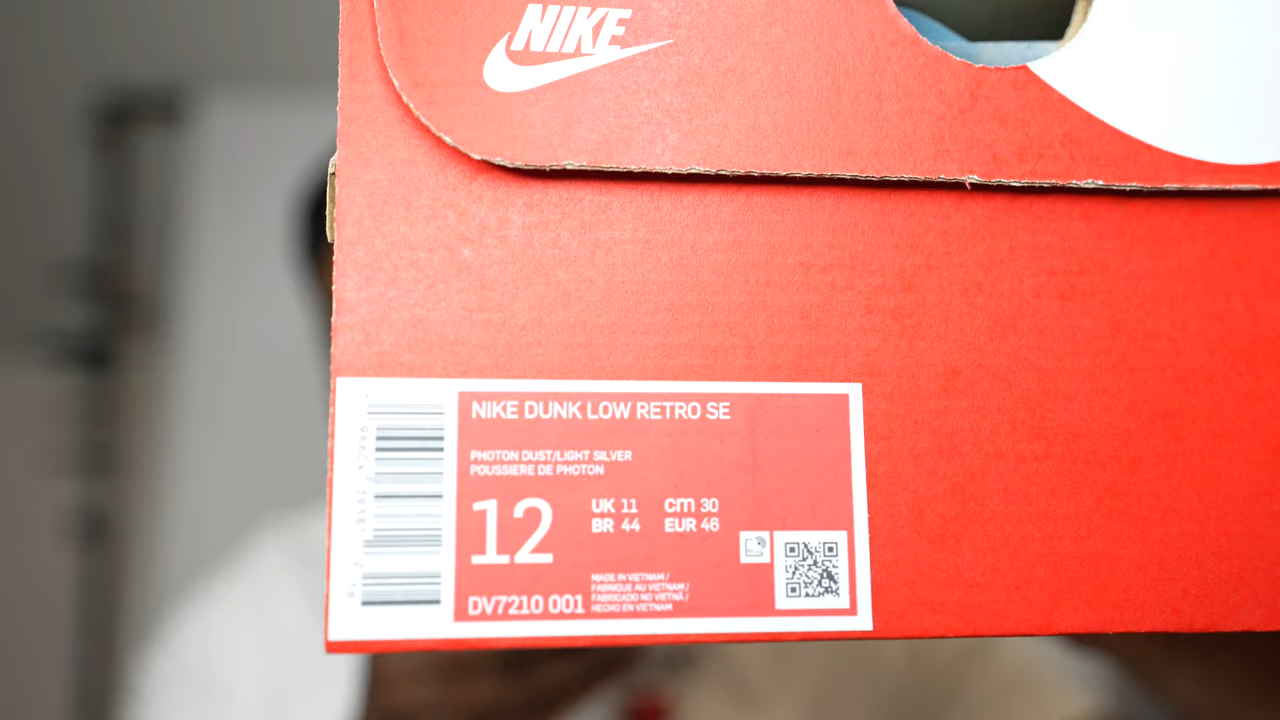 NIKE
NIKE DUNK LOW RETRO SE
PHOTON DUST/LIGHT SILVER
POUSSIERE DE PHOTON
12
UK 11 cm 30
BR 44 EUR 46
DV7210 001
MADE IN VIETNAM /
FABRIQUE AU VIETNAM /
FABRICADO NO VIETNÃ /
HECHO EN VIETNAM